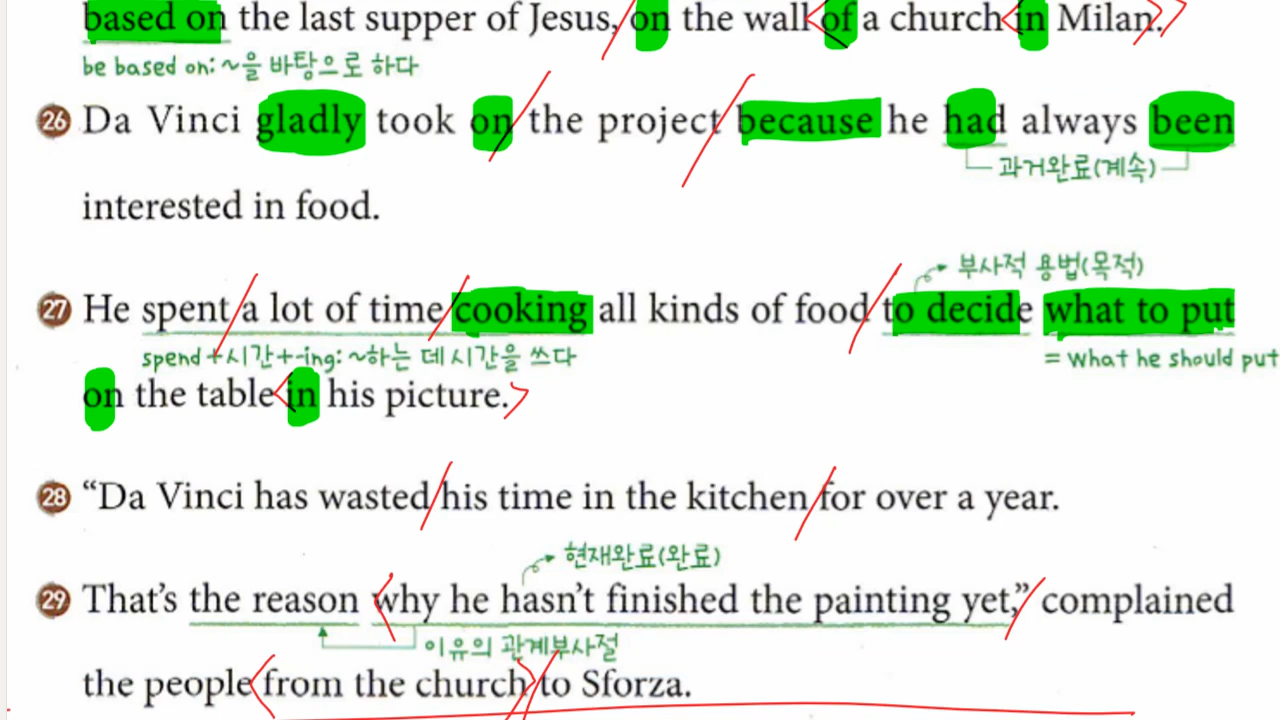 based on the last supper of Jesus, on the wall of a church in Milan.
be based on: ~을 바탕으로 하다
26 Da Vinci gladly took on the project because he had always been
과거완료(계속)
interested in food.
부사적 용법(목적)
27 He spent a lot of time cooking all kinds of food to decide what to put
spend+시간+-ing: ~하는 데 시간을 쓰다
= what he should put
on the table in his picture.
28 “Da Vinci has wasted his time in the kitchen for over a year.
현재완료(완료)
29 That’s the reason why he hasn’t finished the painting yet,” complained
이유의 관계부사절
the people from the church to Sforza.